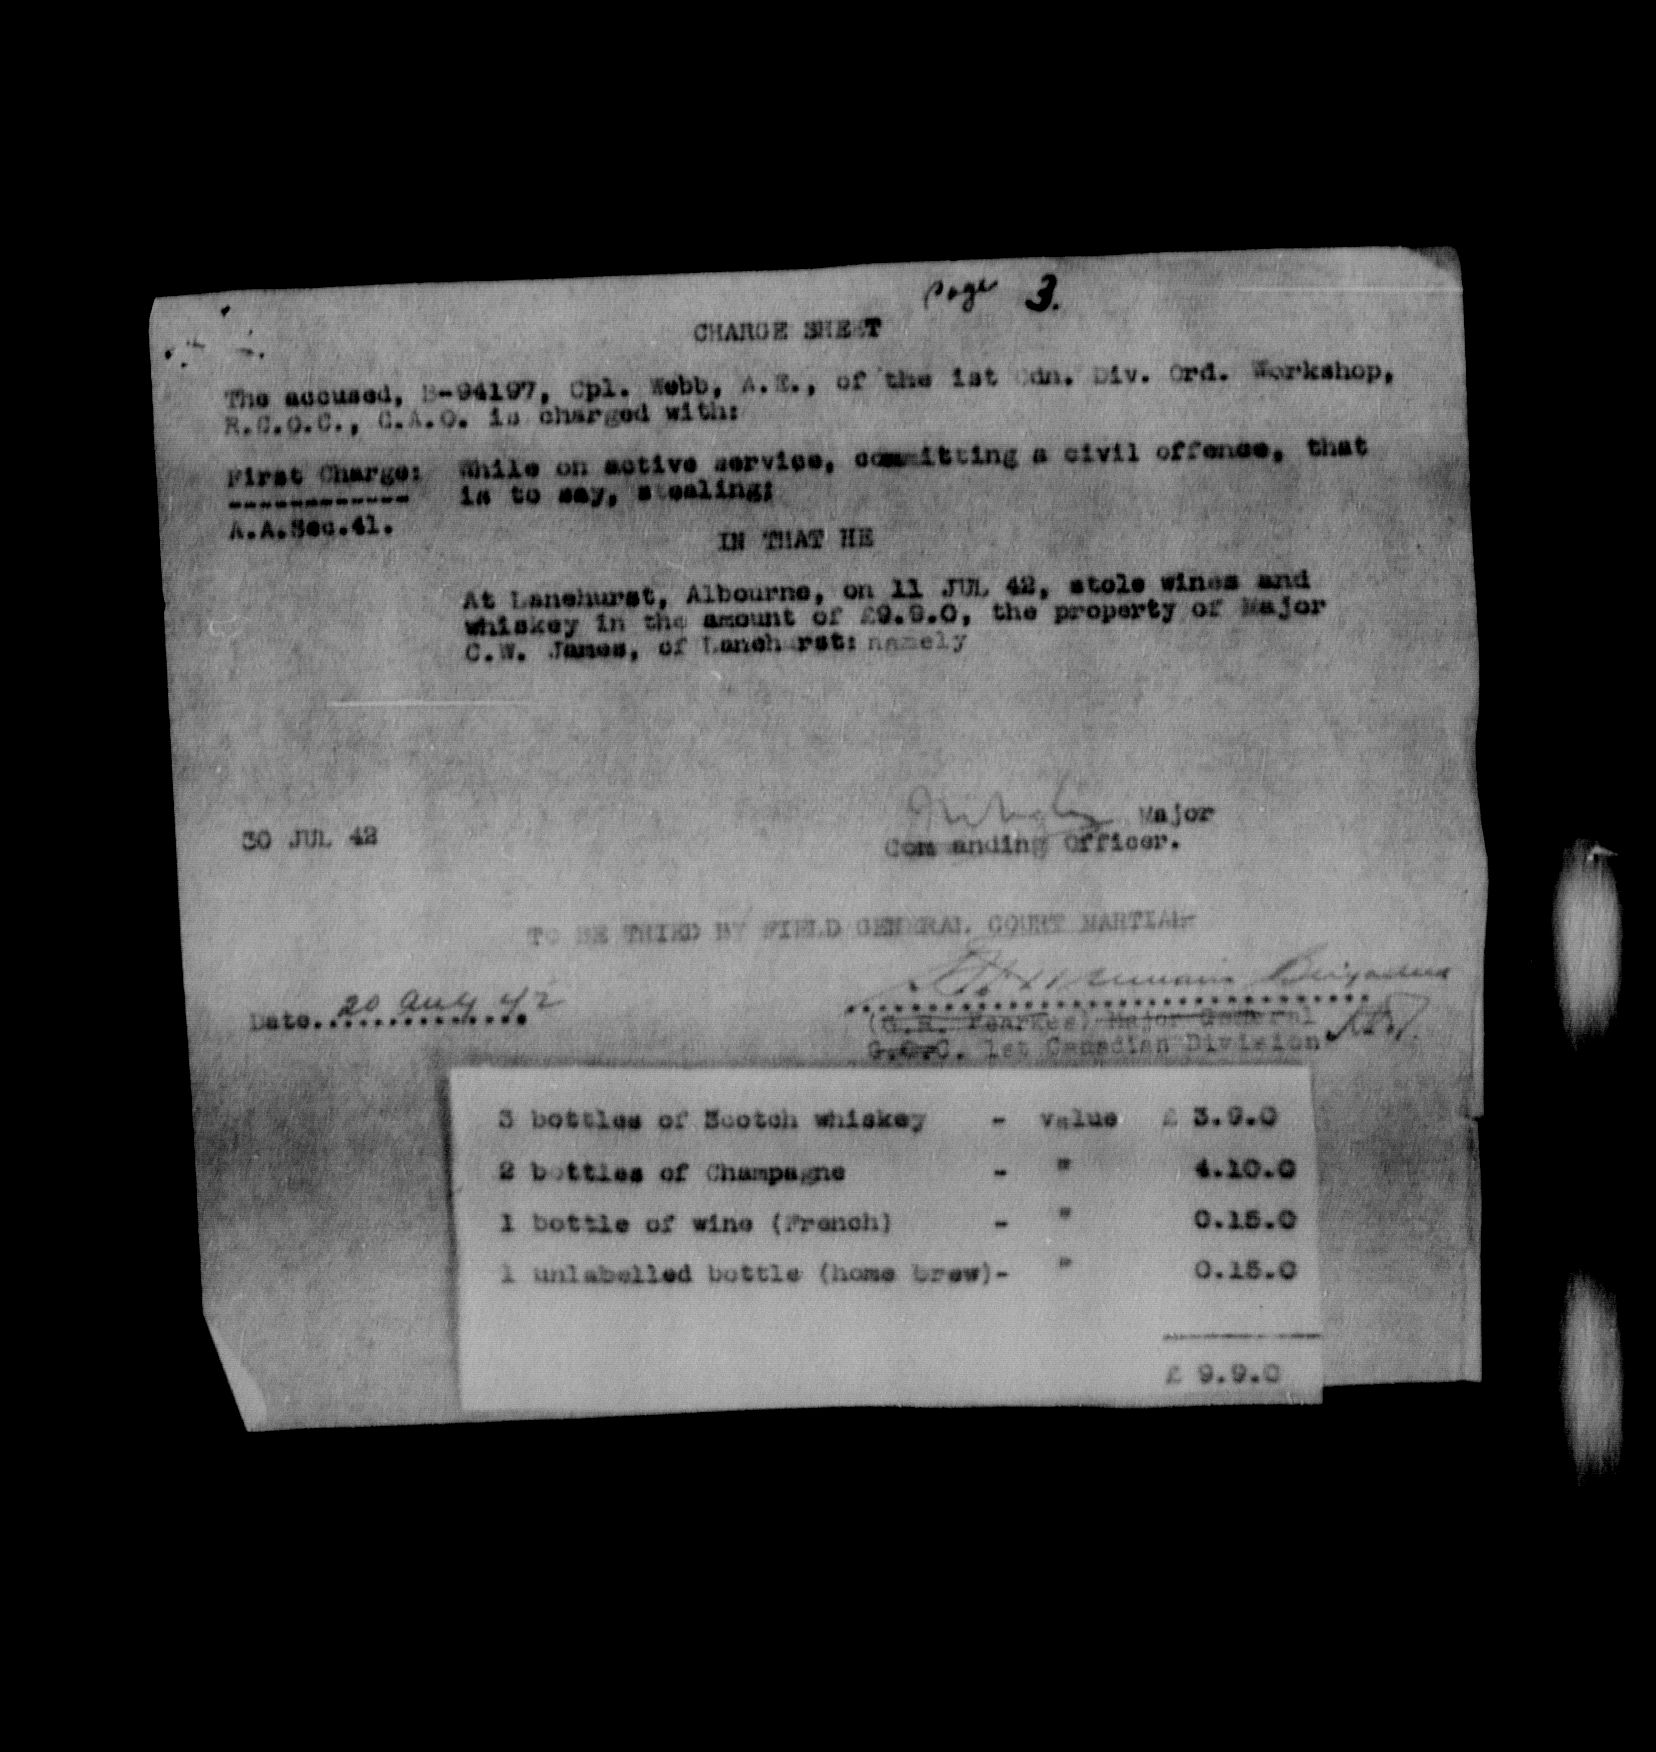 Page 3.
CHARGE SHEET
The accused, B-94197, Cpl. Webb, A.E., of the 1st Cdn. Div. Ord. Workshop,
R.C.O.C., C.A.O. is charged with:
First Charge: While on active service, committing a civil offence, that
------------ is to say, stealing;
A.A.Sec.41.
IN THAT HE
At Lanehurst, Albourne, on 11 JUL 42, stole wines and
whiskey in the amount of £9.9.0, the property of Major
C.W. James, of Lanehurst: namely
Major
30 JUL 42 Commanding Officer.
TO BE TRIED BY FIELD GENERAL COURT MARTIAL
Brigadier
Date 20 Aug 42
(G.R. Pearkes) Major General
G.O.C. 1st Canadian Division
3 bottles of Scotch whiskey - value £ 3.9.0
2 bottles of Champagne - " 4.10.0
1 bottle of wine (French) - " 0.15.0
1 unlabelled bottle (home brew)- " 0.15.0
£ 9.9.0